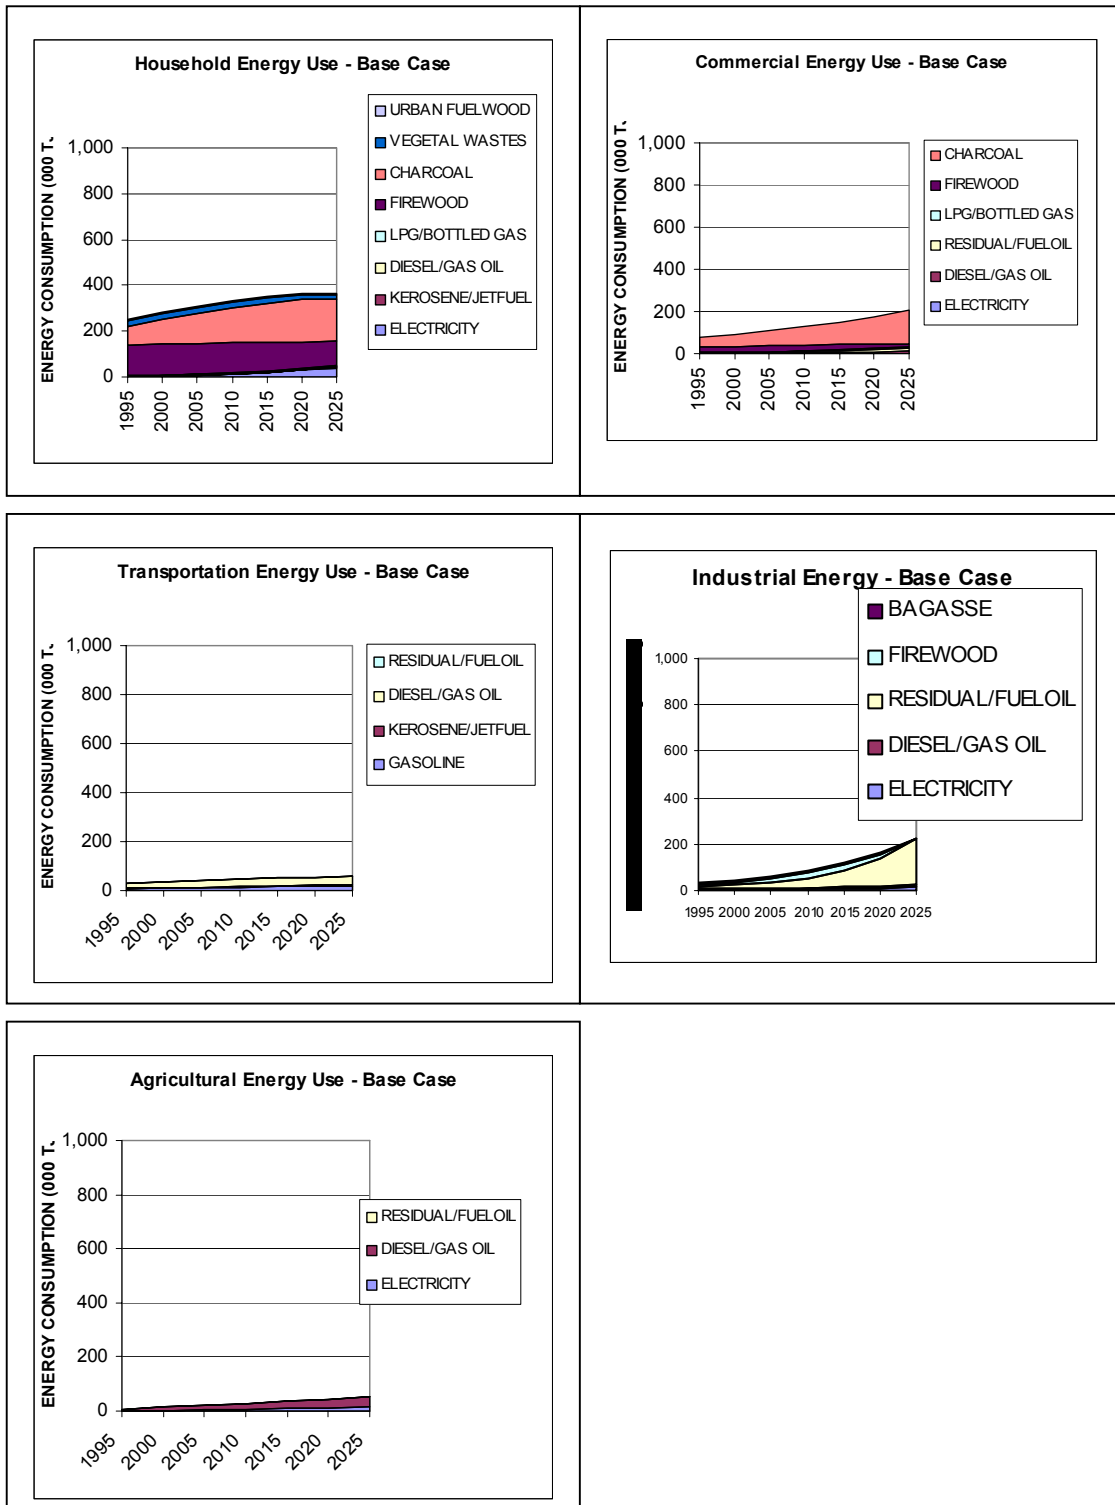 Household Energy Use - Base Case
ENERGY CONSUMPTION (000 T.
1,000
800
600
400
200
0
1995
2000
2005
2010
2015
2020
2025
URBAN FUELWOOD
VEGETAL WASTES
CHARCOAL
FIREWOOD
LPG/BOTTLED GAS
DIESEL/GAS OIL
KEROSENE/JETFUEL
ELECTRICITY
Commercial Energy Use - Base Case
ENERGY CONSUMPTION (000 T.
1,000
800
600
400
200
0
1995
2000
2005
2010
2015
2020
2025
CHARCOAL
FIREWOOD
LPG/BOTTLED GAS
RESIDUAL/FUELOIL
DIESEL/GAS OIL
ELECTRICITY
Transportation Energy Use - Base Case
ENERGY CONSUMPTION (000 T.
1,000
800
600
400
200
0
1995
2000
2005
2010
2015
2020
2025
RESIDUAL/FUELOIL
DIESEL/GAS OIL
KEROSENE/JETFUEL
GASOLINE
Industrial Energy - Base Case
1,000
800
600
400
200
0
1995
2000
2005
2010
2015
2020
2025
BAGASSE
FIREWOOD
RESIDUAL/FUELOIL
DIESEL/GAS OIL
ELECTRICITY
Agricultural Energy Use - Base Case
ENERGY CONSUMPTION (000 T.
1,000
800
600
400
200
0
1995
2000
2005
2010
2015
2020
2025
RESIDUAL/FUELOIL
DIESEL/GAS OIL
ELECTRICITY